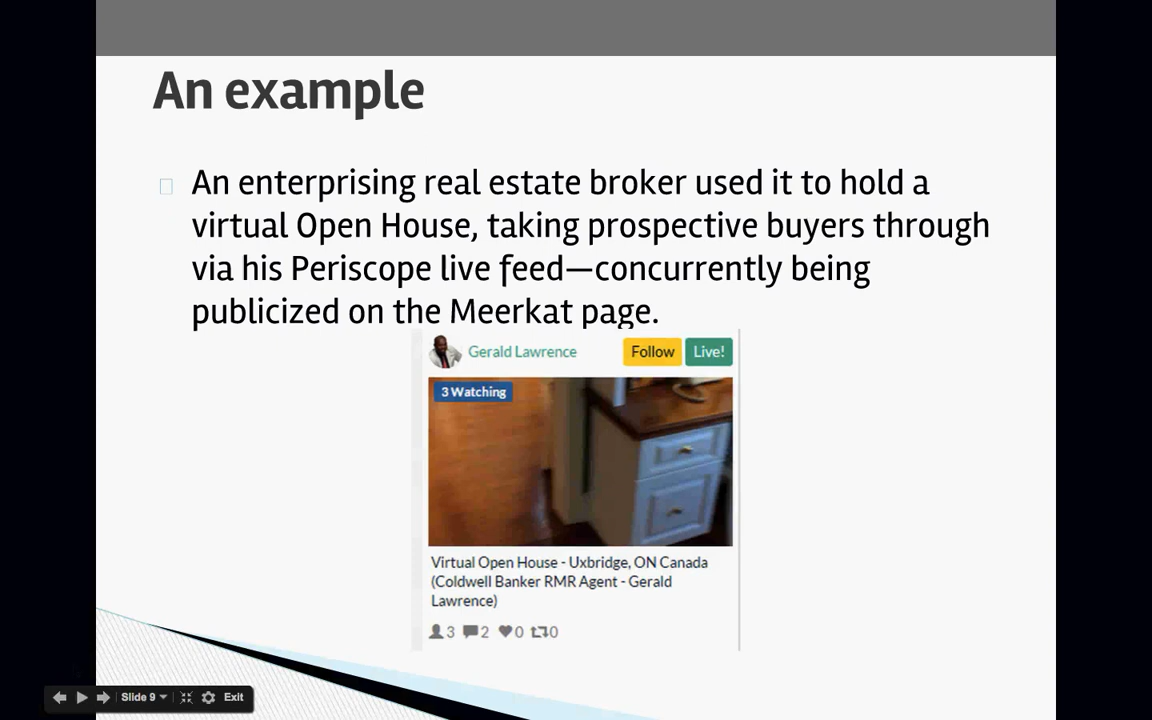 An example
An enterprising real estate broker used it to hold a
virtual Open House, taking prospective buyers through
via his Periscope live feed—concurrently being
publicized on the Meerkat page.
Gerald Lawrence Follow Live!
3 Watching
Virtual Open House - Uxbridge, ON Canada
(Coldwell Banker RMR Agent - Gerald
Lawrence)
3 2 0 0
Slide 9 Exit